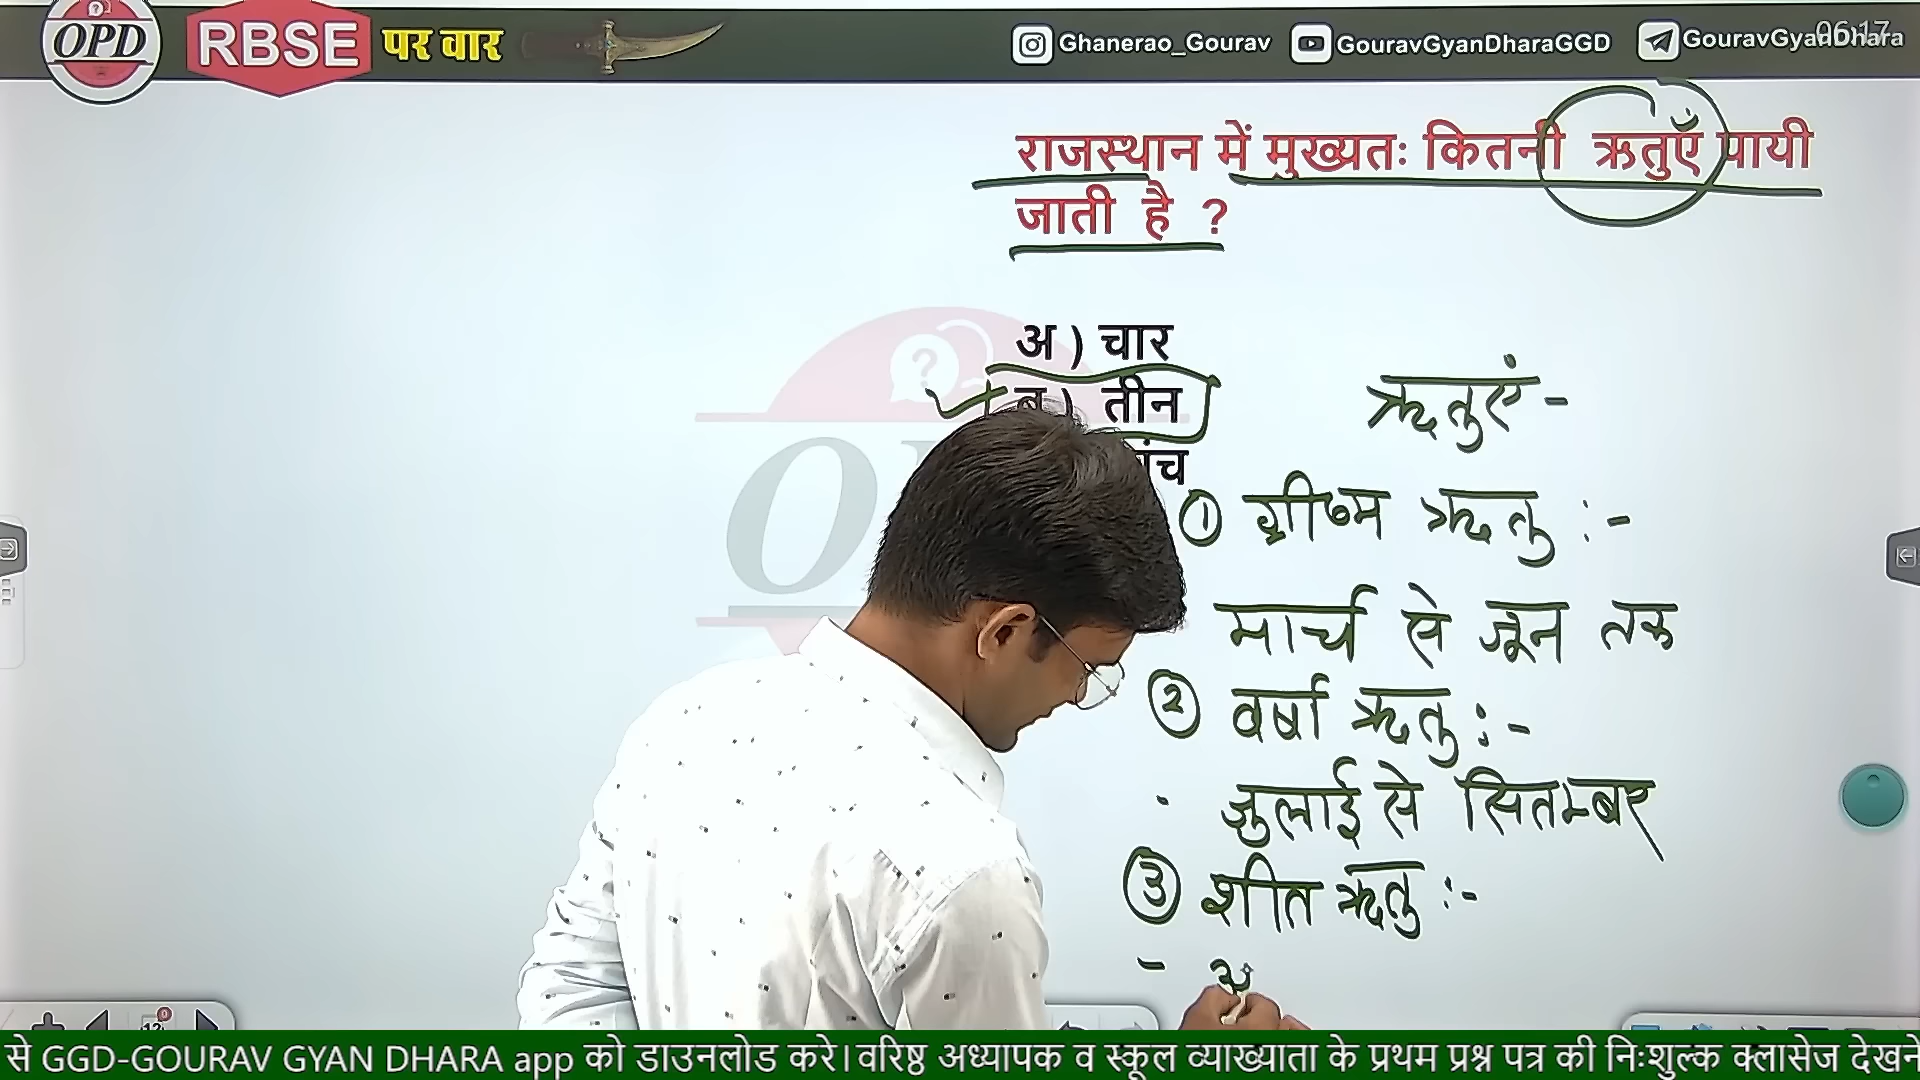 OPD RBSE पर वार Ghanerao_Gourav GouravGyanDharaGGD GouravGyanDhara 06:17
राजस्थान में मुख्यतः कितनी ऋतुएँ पायी
जाती है ?
अ ) चार
ब ) तीन
ऋतुएं -
① ग्रीष्म ऋतु :-
मार्च से जून तक
② वर्षा ऋतु :-
जुलाई से सितम्बर
③ शीत ऋतु :-
-
12
से GGD-GOURAV GYAN DHARA app को डाउनलोड करे। वरिष्ठ अध्यापक व स्कूल व्याख्याता के प्रथम प्रश्न पत्र की निःशुल्क क्लासेज देखने